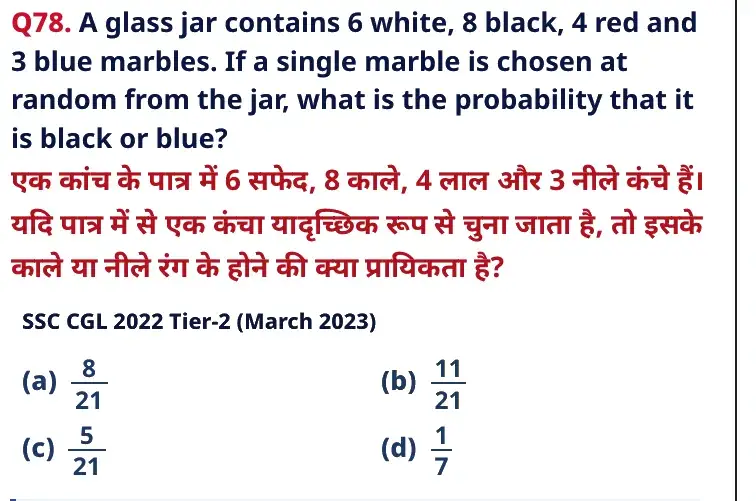 Q78. A glass jar contains 6 white, 8 black, 4 red and
3 blue marbles. If a single marble is chosen at
random from the jar, what is the probability that it
is black or blue?
एक कांच के पात्र में 6 सफेद, 8 काले, 4 लाल और 3 नीले कंचे हैं।
यदि पात्र में से एक कंचा यादृच्छिक रूप से चुना जाता है, तो इसके
काले या नीले रंग के होने की क्या प्रायिकता है?
SSC CGL 2022 Tier-2 (March 2023)
(a) 8/21 (b) 11/21
(c) 5/21 (d) 1/7